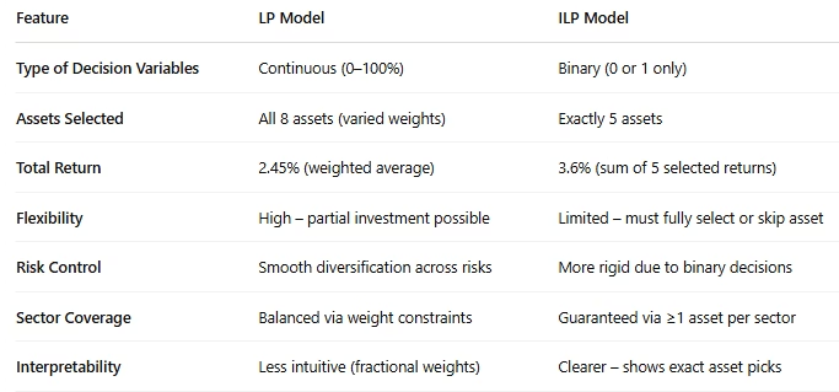 Feature LP Model ILP Model
Type of Decision Variables Continuous (0–100%) Binary (0 or 1 only)
Assets Selected All 8 assets (varied weights) Exactly 5 assets
Total Return 2.45% (weighted average) 3.6% (sum of 5 selected returns)
Flexibility High – partial investment possible Limited – must fully select or skip asset
Risk Control Smooth diversification across risks More rigid due to binary decisions
Sector Coverage Balanced via weight constraints Guaranteed via ≥1 asset per sector
Interpretability Less intuitive (fractional weights) Clearer – shows exact asset picks